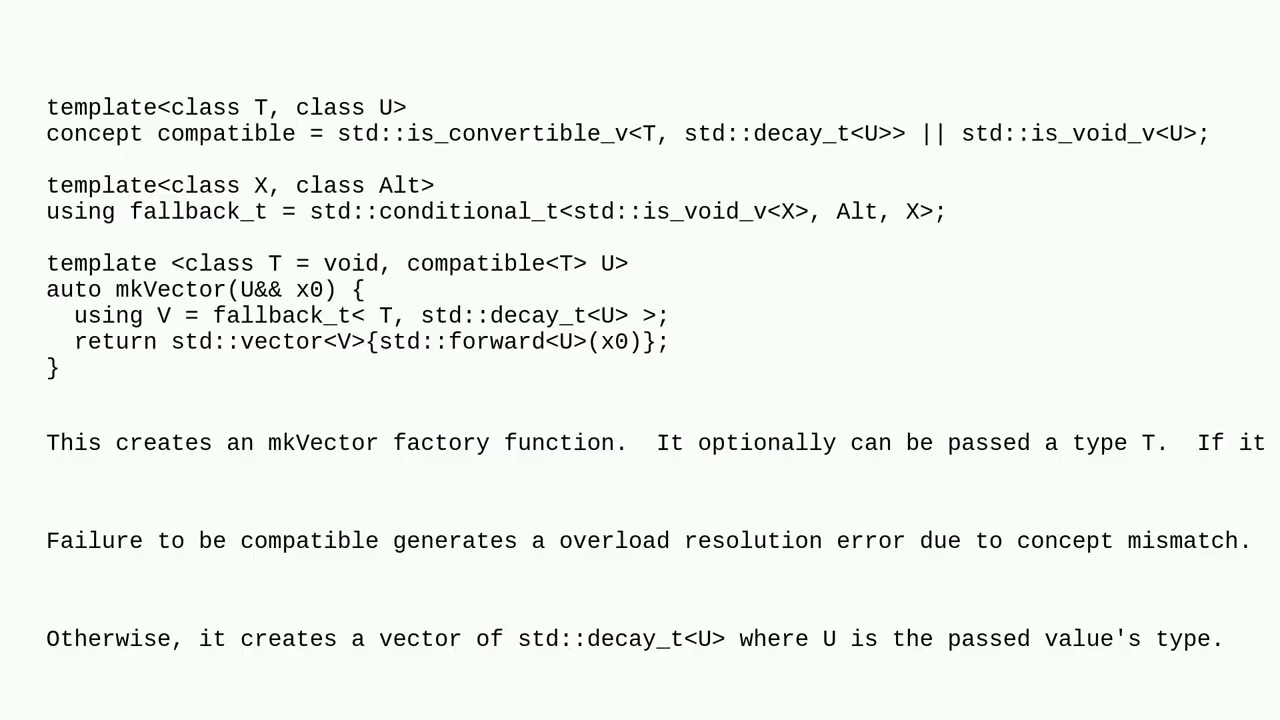 template<class T, class U>
concept compatible = std::is_convertible_v<T, std::decay_t<U>> || std::is_void_v<U>;
template<class X, class Alt>
using fallback_t = std::conditional_t<std::is_void_v<X>, Alt, X>;
template <class T = void, compatible<T> U>
auto mkVector(U&& x0) {
  using V = fallback_t< T, std::decay_t<U> >;
  return std::vector<V>{std::forward<U>(x0)};
}
This creates an mkVector factory function.  It optionally can be passed a type T.  If it
Failure to be compatible generates a overload resolution error due to concept mismatch.
Otherwise, it creates a vector of std::decay_t<U> where U is the passed value's type.